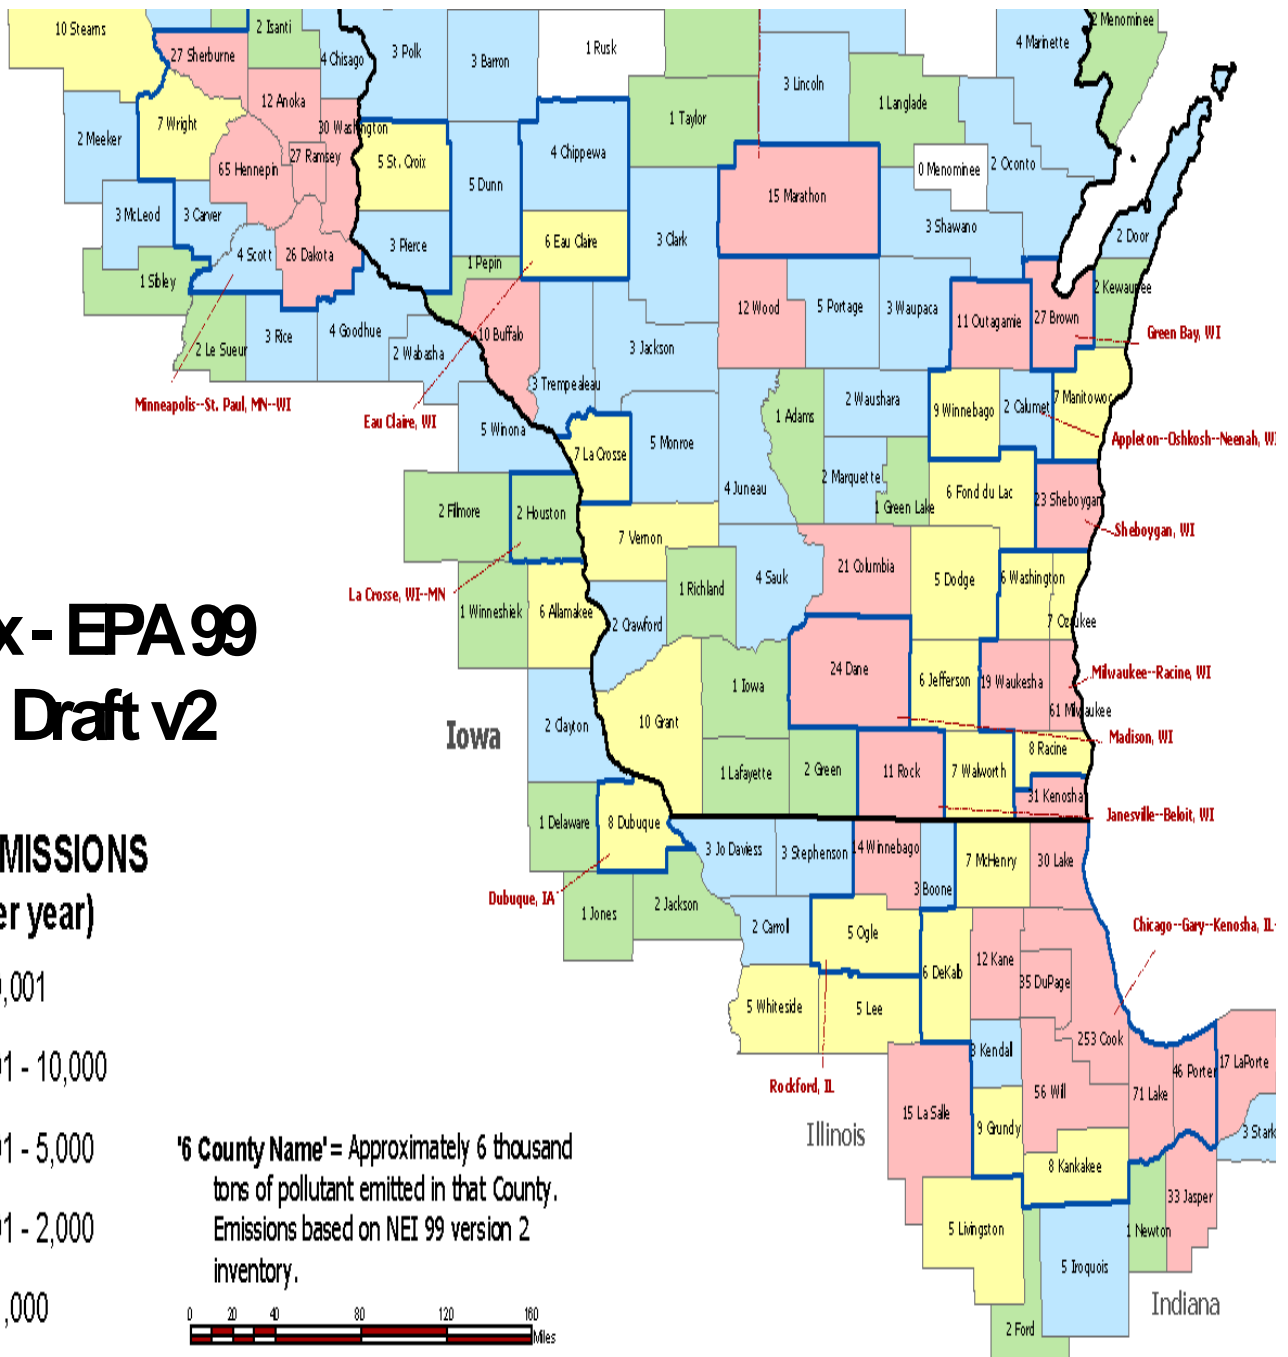 10 Stearns
2 Isanti
27 Sherburne
4 Chisago
3 Polk
3 Barron
1 Rusk
3 Lincoln
4 Marinette
2 Menominee
12 Anoka
7 Wright
30 Washington
2 Meeker
27 Ramsey
65 Hennepin
5 St. Croix
4 Chippewa
1 Taylor
1 Langlade
5 Dunn
0 Menominee
2 Oconto
15 Marathon
3 McLeod
3 Carver
3 Shawano
4 Scott
26 Dakota
3 Pierce
6 Eau Claire
3 Clark
2 Door
1 Pepin
1 Sibley
2 Kewaunee
12 Wood
5 Portage
3 Waupaca
11 Outagamie
27 Brown
Green Bay, WI
2 Le Sueur
3 Rice
4 Goodhue
2 Wabasha
10 Buffalo
3 Jackson
3 Trempealeau
Minneapolis--St. Paul, MN--WI
Eau Claire, WI
5 Winona
7 La Crosse
5 Monroe
1 Adams
2 Waushara
9 Winnebago
2 Calumet
7 Manitowoc
Appleton--Oshkosh--Neenah, WI
2 Fillmore
2 Houston
4 Juneau
2 Marquette
1 Green Lake
6 Fond du Lac
23 Sheboygan
Sheboygan, WI
7 Vernon
La Crosse, WI--MN
1 Winneshiek
6 Allamakee
2 Crawford
1 Richland
4 Sauk
21 Columbia
5 Dodge
6 Washington
7 Ozaukee
x - EPA 99
Draft v2
24 Dane
6 Jefferson
19 Waukesha
61 Milwaukee
Milwaukee--Racine, WI
Madison, WI
Iowa
2 Clayton
10 Grant
1 Iowa
1 Lafayette
2 Green
11 Rock
7 Walworth
8 Racine
31 Kenosha
Janesville--Beloit, WI
1 Delaware
8 Dubuque
MISSIONS
er year)
Dubuque, IA
1 Jones
2 Jackson
3 Jo Daviess
3 Stephenson
14 Winnebago
3 Boone
7 McHenry
30 Lake
2 Carroll
5 Ogle
6 DeKalb
12 Kane
35 DuPage
253 Cook
Chicago--Gary--Kenosha, IL-
5 Whiteside
5 Lee
Rockford, IL
Illinois
15 La Salle
3 Kendall
56 Will
9 Grundy
8 Kankakee
71 Lake
46 Porter
17 LaPorte
3 Stark
33 Jasper
1 Newton
5 Livingston
5 Iroquois
2 Ford
Indiana
,001
1 - 10,000
1 - 5,000
1 - 2,000
,000
'6 County Name' = Approximately 6 thousand
tons of pollutant emitted in that County.
Emissions based on NEI 99 version 2
inventory.
0 20 40 80 120 160
Miles